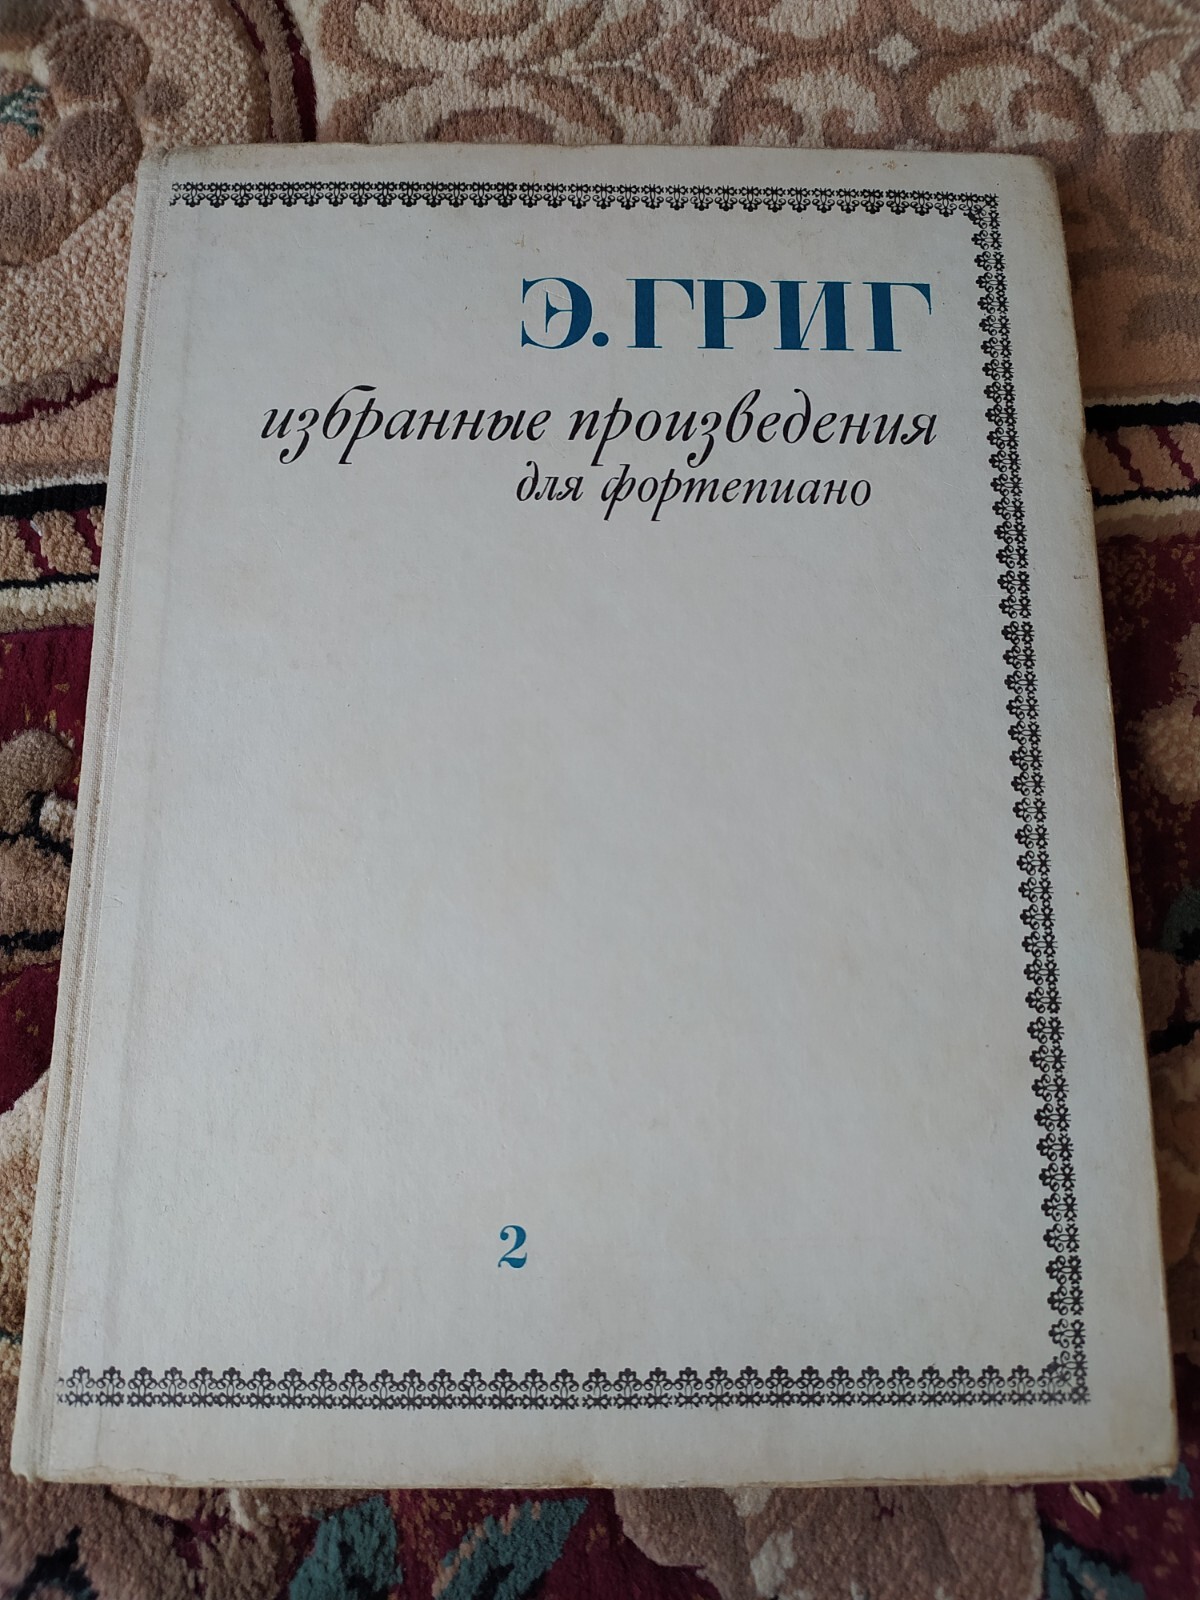 Э. ГРИГ
избранные произведения
для фортепиано
2